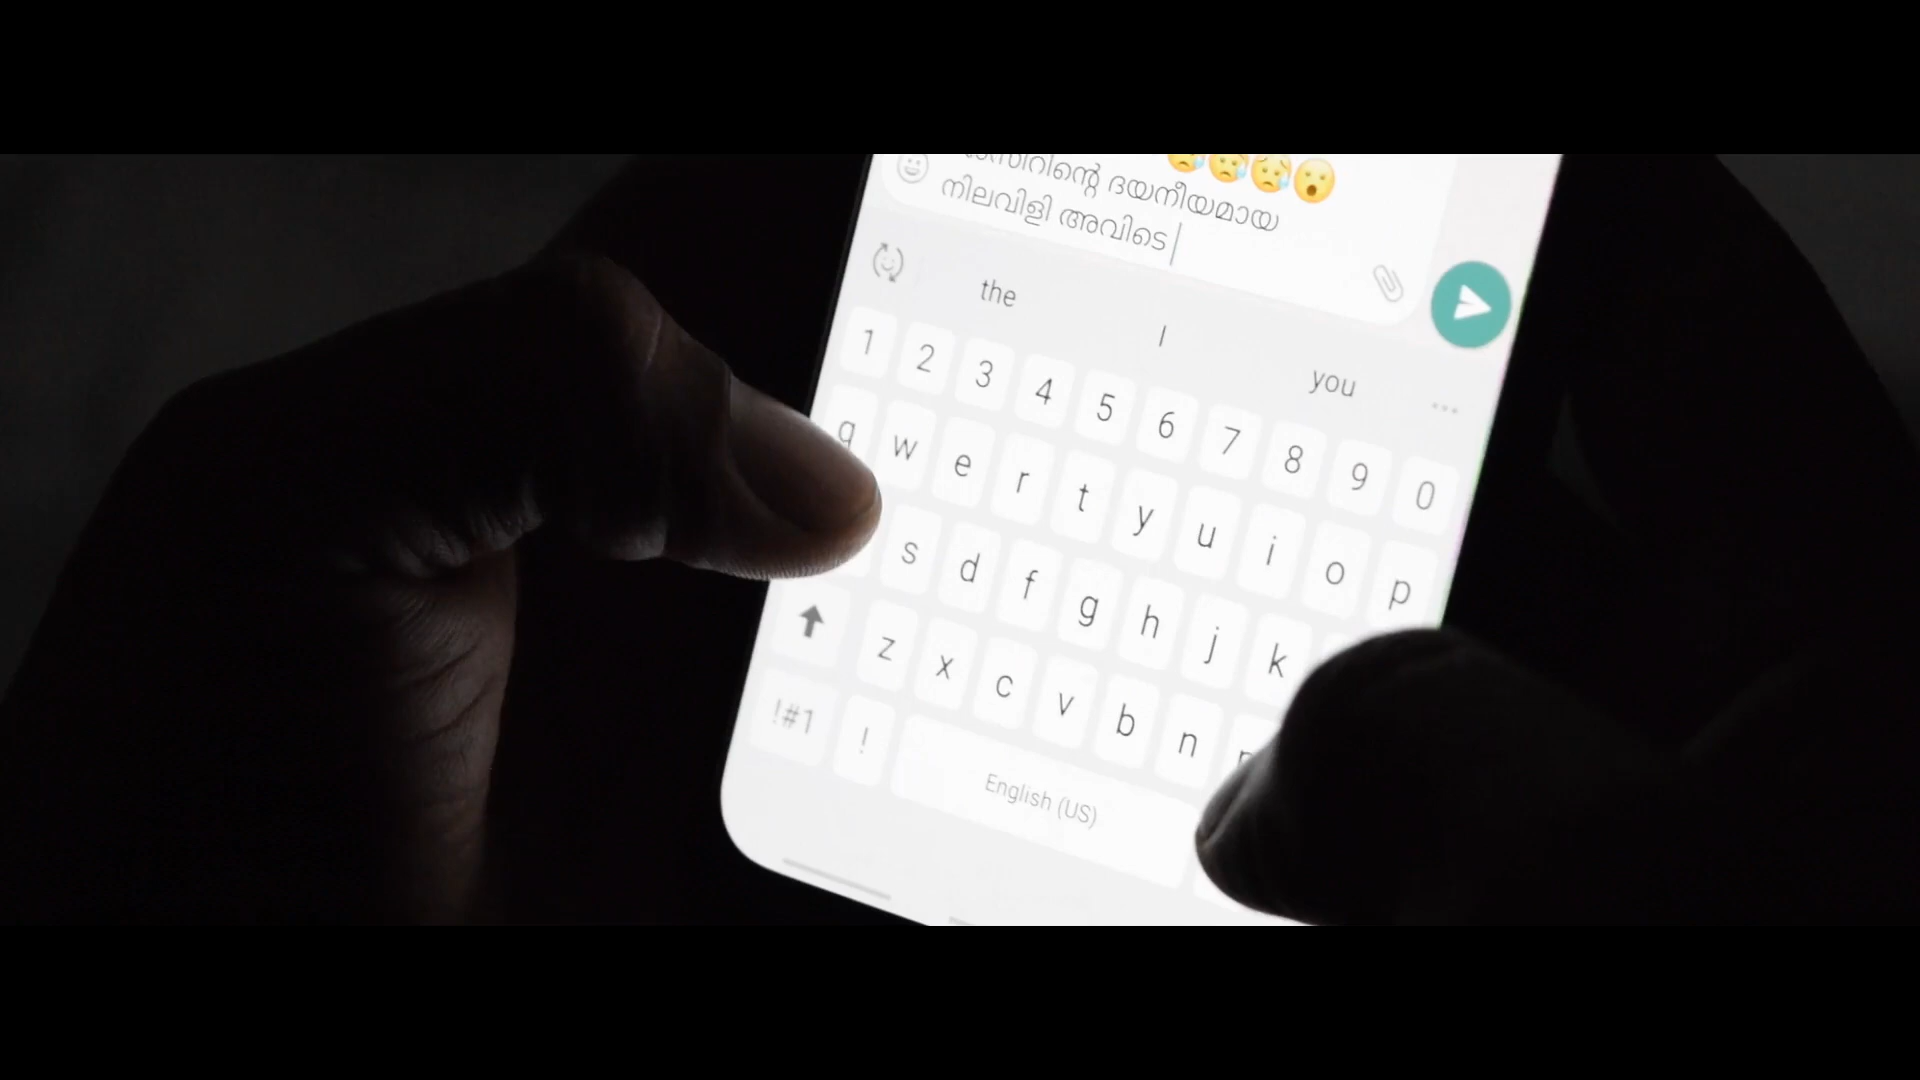 ദയനീയമായ
നിലവിളി അവിടെ
the I you
1 2 3 4 5 6 7 8 9 0
q w e r t y u i o p
s d f g h j k
z x c v b n
!#1 ! English (US)